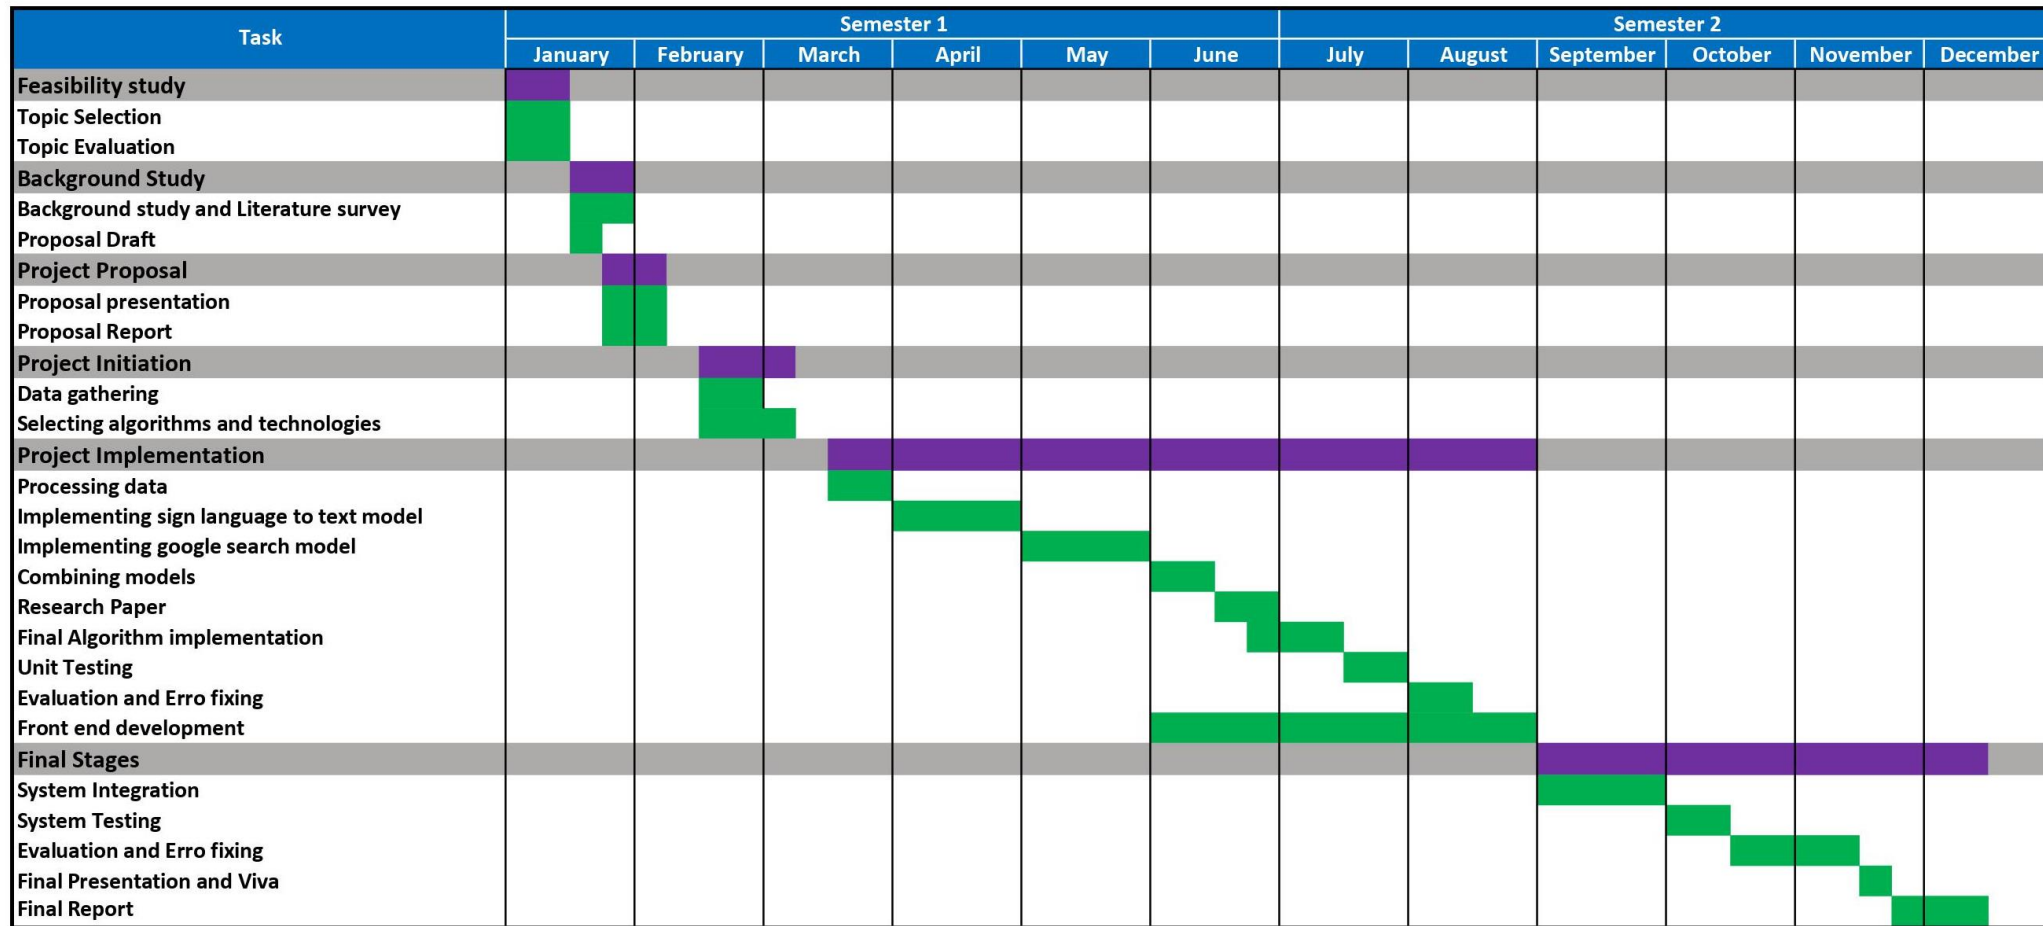 Task
Semester 1
Semester 2
January
February
March
April
May
June
July
August
September
October
November
December
Feasibility study
Topic Selection
Topic Evaluation
Background Study
Background study and Literature survey
Proposal Draft
Project Proposal
Proposal presentation
Proposal Report
Project Initiation
Data gathering
Selecting algorithms and technologies
Project Implementation
Processing data
Implementing sign language to text model
Implementing google search model
Combining models
Research Paper
Final Algorithm implementation
Unit Testing
Evaluation and Erro fixing
Front end development
Final Stages
System Integration
System Testing
Evaluation and Erro fixing
Final Presentation and Viva
Final Report